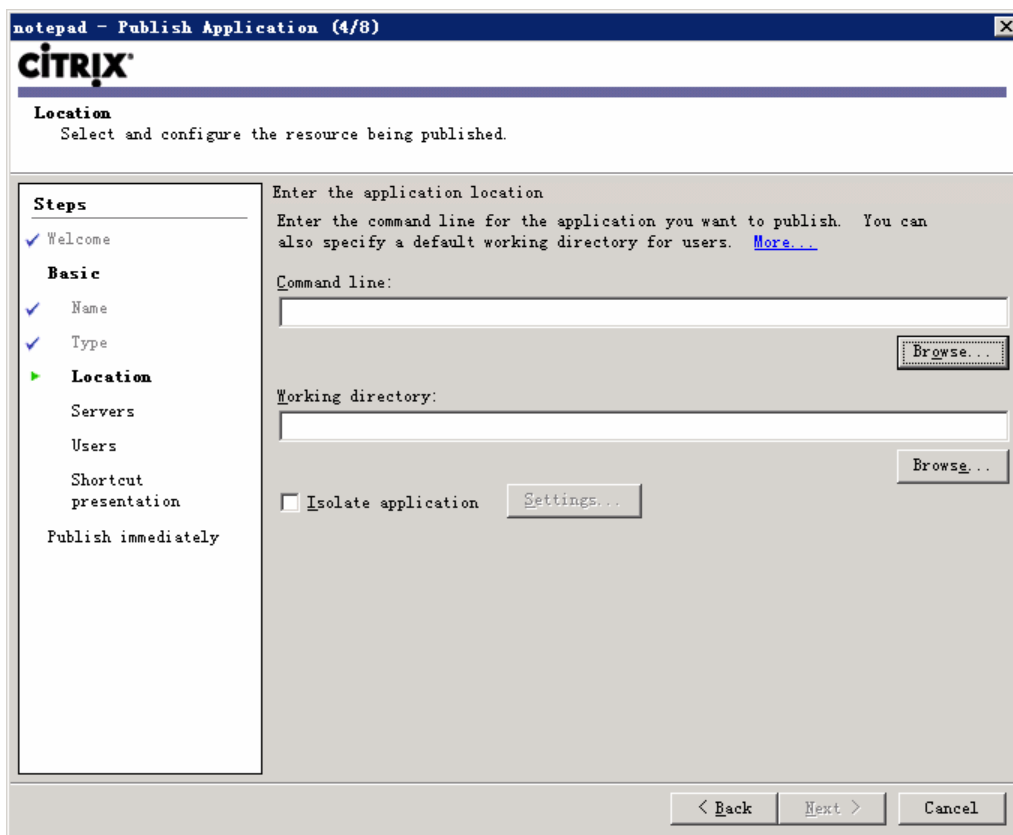 notepad - Publish Application (4/8)
CİTRIX
Location
Select and configure the resource being published.
Steps
Welcome
Basic
Name
Type
Location
Servers
Users
Shortcut
presentation
Publish immediately
Enter the application location
Enter the command line for the application you want to publish. You can
also specify a default working directory for users. More...
Command line:
Browse...
Working directory:
Browse...
Isolate application Settings...
< Back Next > Cancel